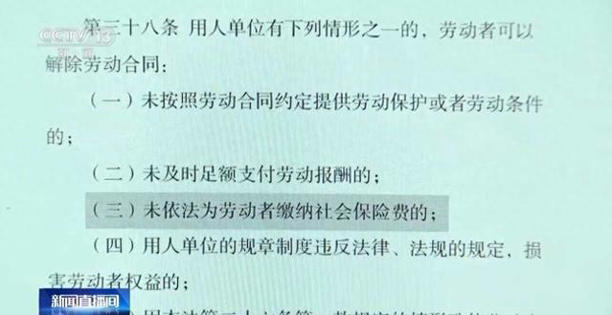 CCTV 13
新闻
第三十八条 用人单位有下列情形之一的，劳动者可以
解除劳动合同：
（一）未按照劳动合同约定提供劳动保护或者劳动条件
的；
（二）未及时足额支付劳动报酬的；
（三）未依法为劳动者缴纳社会保险费的；
（四）用人单位的规章制度违反法律、法规的规定，损
害劳动者权益的；
新闻直播间